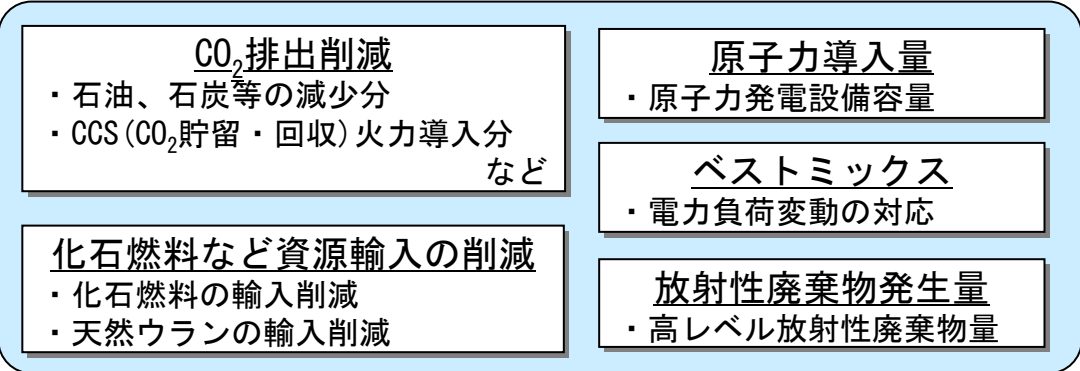 CO₂排出削減
・石油、石炭等の減少分
・CCS(CO₂貯留・回収)火力導入分
など
化石燃料など資源輸入の削減
・化石燃料の輸入削減
・天然ウランの輸入削減
原子力導入量
・原子力発電設備容量
ベストミックス
・電力負荷変動の対応
放射性廃棄物発生量
・高レベル放射性廃棄物量